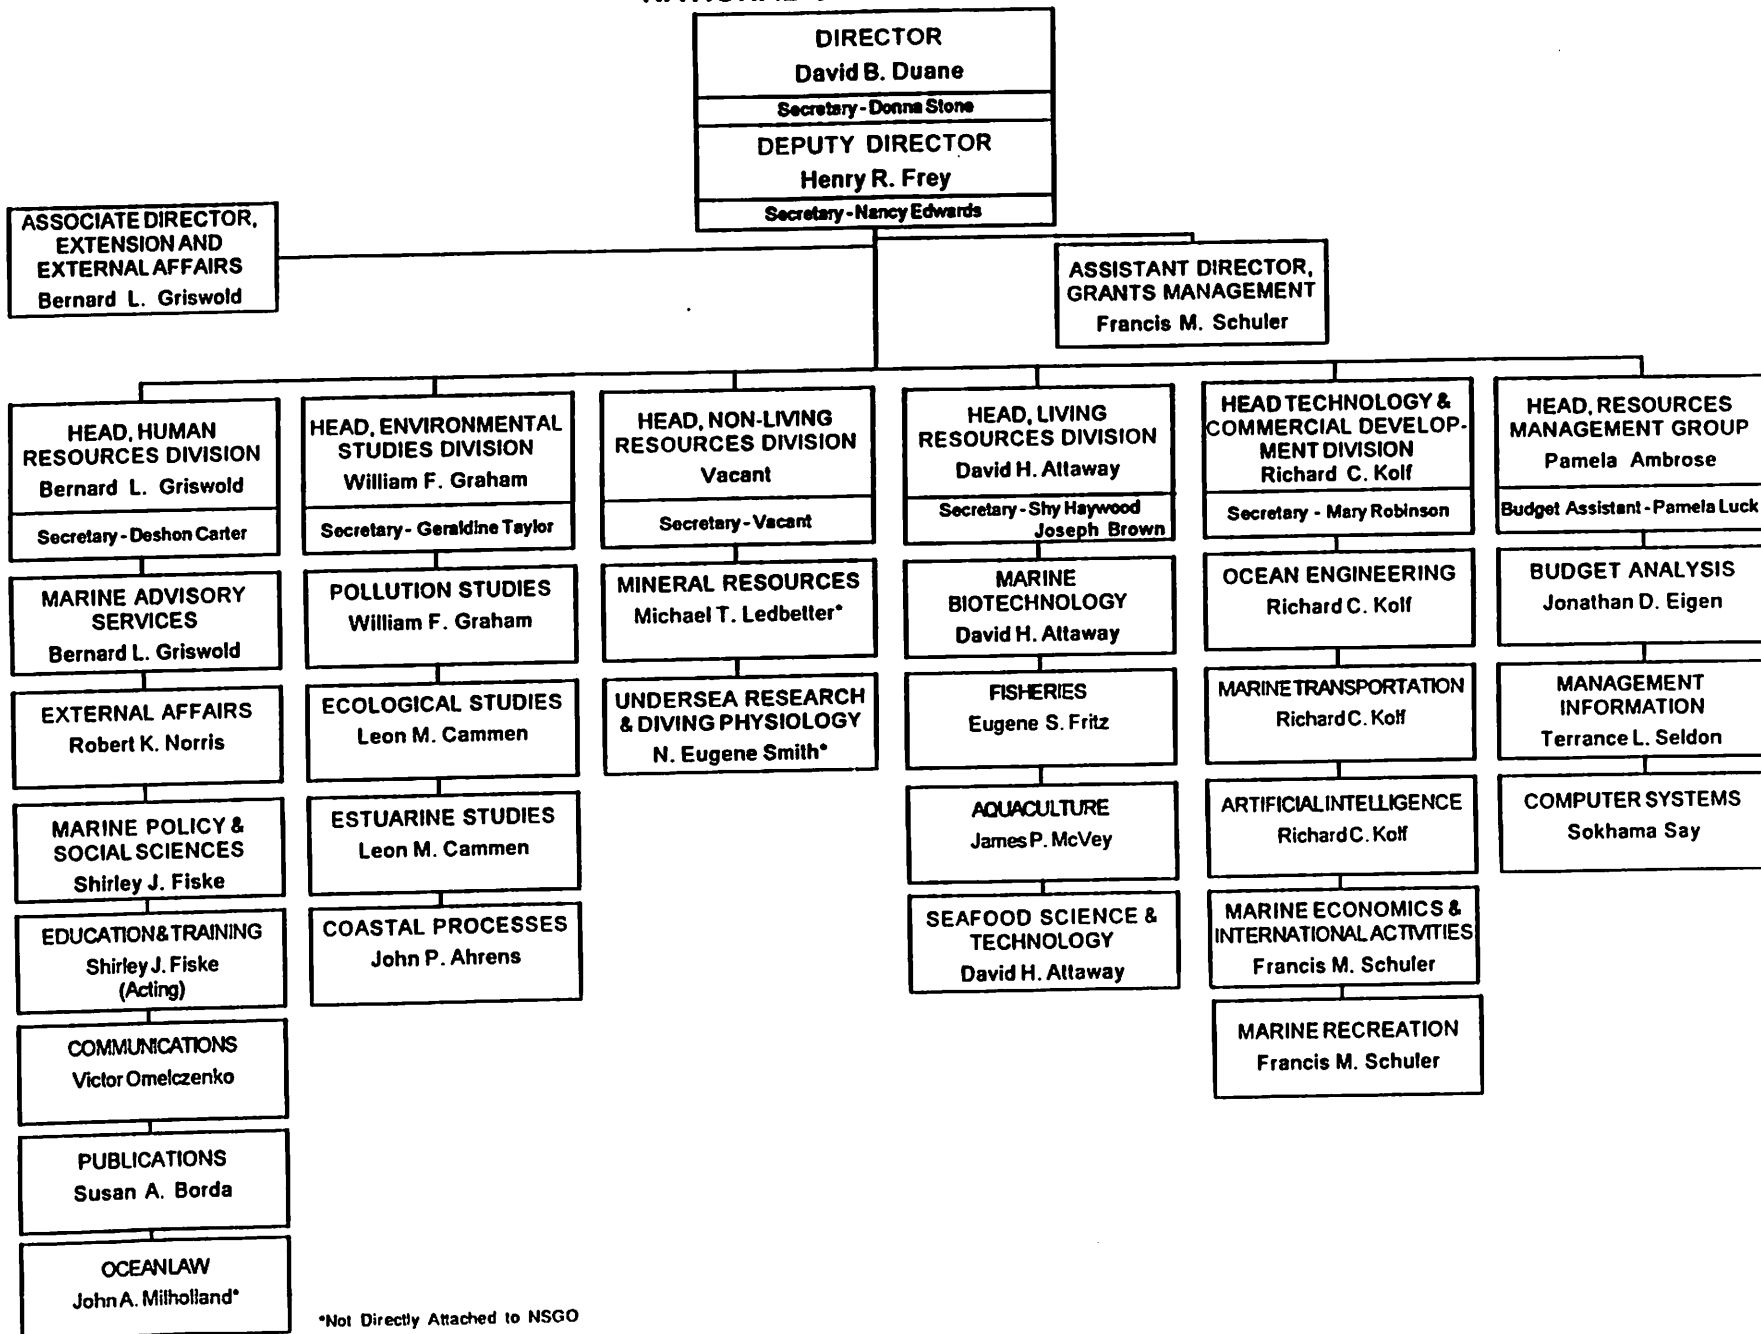 DIRECTOR
David B. Duane
Secretary - Donna Stone
DEPUTY DIRECTOR
Henry R. Frey
Secretary - Nancy Edwards
ASSOCIATE DIRECTOR,
EXTENSION AND
EXTERNAL AFFAIRS
Bernard L. Griswold
ASSISTANT DIRECTOR,
GRANTS MANAGEMENT
Francis M. Schuler
HEAD, HUMAN
RESOURCES DIVISION
Bernard L. Griswold
Secretary - Deshon Carter
MARINE ADVISORY
SERVICES
Bernard L. Griswold
EXTERNAL AFFAIRS
Robert K. Norris
MARINE POLICY &
SOCIAL SCIENCES
Shirley J. Fiske
EDUCATION & TRAINING
Shirley J. Fiske
(Acting)
COMMUNICATIONS
Victor Omelczenko
PUBLICATIONS
Susan A. Borda
OCEAN LAW
John A. Milholland*
HEAD, ENVIRONMENTAL
STUDIES DIVISION
William F. Graham
Secretary - Geraldine Taylor
POLLUTION STUDIES
William F. Graham
ECOLOGICAL STUDIES
Leon M. Cammen
ESTUARINE STUDIES
Leon M. Cammen
COASTAL PROCESSES
John P. Ahrens
HEAD, NON-LIVING
RESOURCES DIVISION
Vacant
Secretary - Vacant
MINERAL RESOURCES
Michael T. Ledbetter*
UNDERSEA RESEARCH
& DIVING PHYSIOLOGY
N. Eugene Smith*
HEAD, LIVING
RESOURCES DIVISION
David H. Attaway
Secretary - Shy Haywood
Joseph Brown
MARINE
BIOTECHNOLOGY
David H. Attaway
FISHERIES
Eugene S. Fritz
AQUACULTURE
James P. McVey
SEAFOOD SCIENCE &
TECHNOLOGY
David H. Attaway
HEAD TECHNOLOGY &
COMMERCIAL DEVELOP-
MENT DIVISION
Richard C. Kolf
Secretary - Mary Robinson
OCEAN ENGINEERING
Richard C. Kolf
MARINE TRANSPORTATION
Richard C. Kolf
ARTIFICIAL INTELLIGENCE
Richard C. Kolf
MARINE ECONOMICS &
INTERNATIONAL ACTIVITIES
Francis M. Schuler
MARINE RECREATION
Francis M. Schuler
HEAD, RESOURCES
MANAGEMENT GROUP
Pamela Ambrose
Budget Assistant - Pamela Luck
BUDGET ANALYSIS
Jonathan D. Eigen
MANAGEMENT
INFORMATION
Terrance L. Seldon
COMPUTER SYSTEMS
Sokhama Say
*Not Directly Attached to NSGO